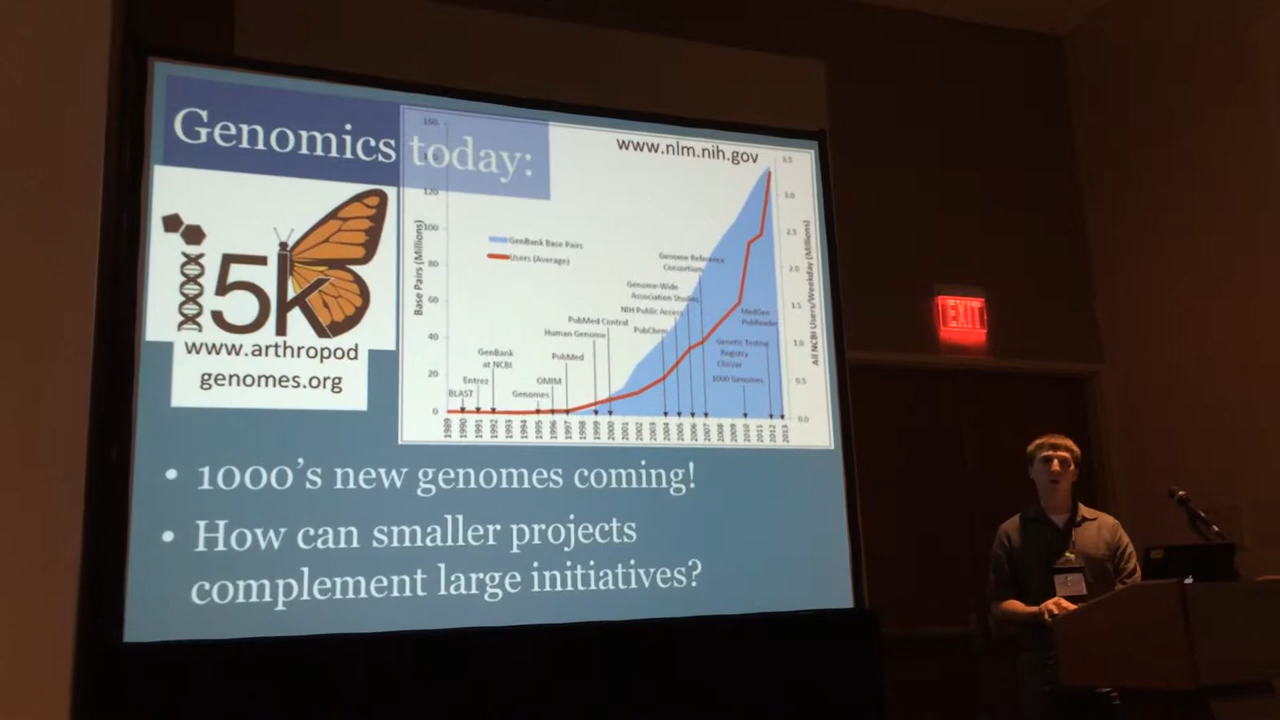 Genomics today:
www.nlm.nih.gov
i5k
www.arthropod
genomes.org
Base Pairs (Millions)
160
120
100
80
60
40
20
0
GenBank Base Pairs
Users (Average)
Genome Reference
Consortium
Genome-Wide
Association Studies
NIH Public Access
PubMed Central
PubChem
Human Genome
MedGen
PubReader
GenBank
at NCBI
PubMed
Genetic Testing
Registry
ClinVar
Entrez
OMIM
1000 Genomes
BLAST
Genomes
3.5
3.0
2.5
2.0
1.5
1.0
0.5
0.0
All NCBI Users/Weekday (Millions)
1989 1990 1991 1992 1993 1994 1995 1996 1997 1998 1999 2000 2001 2002 2003 2004 2005 2006 2007 2008 2009 2010 2011 2012 2013
• 1000's new genomes coming!
• How can smaller projects
complement large initiatives?
EXIT